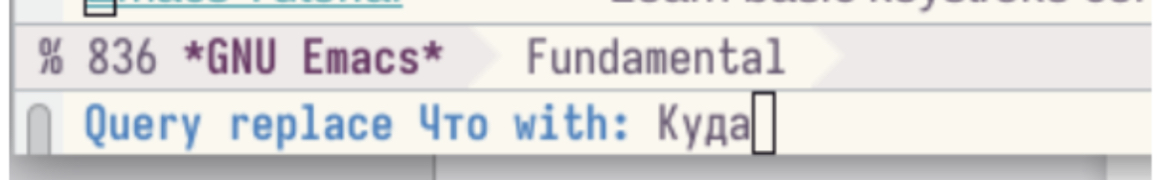 % 836 *GNU Emacs* Fundamental
Query replace Что with: Куда